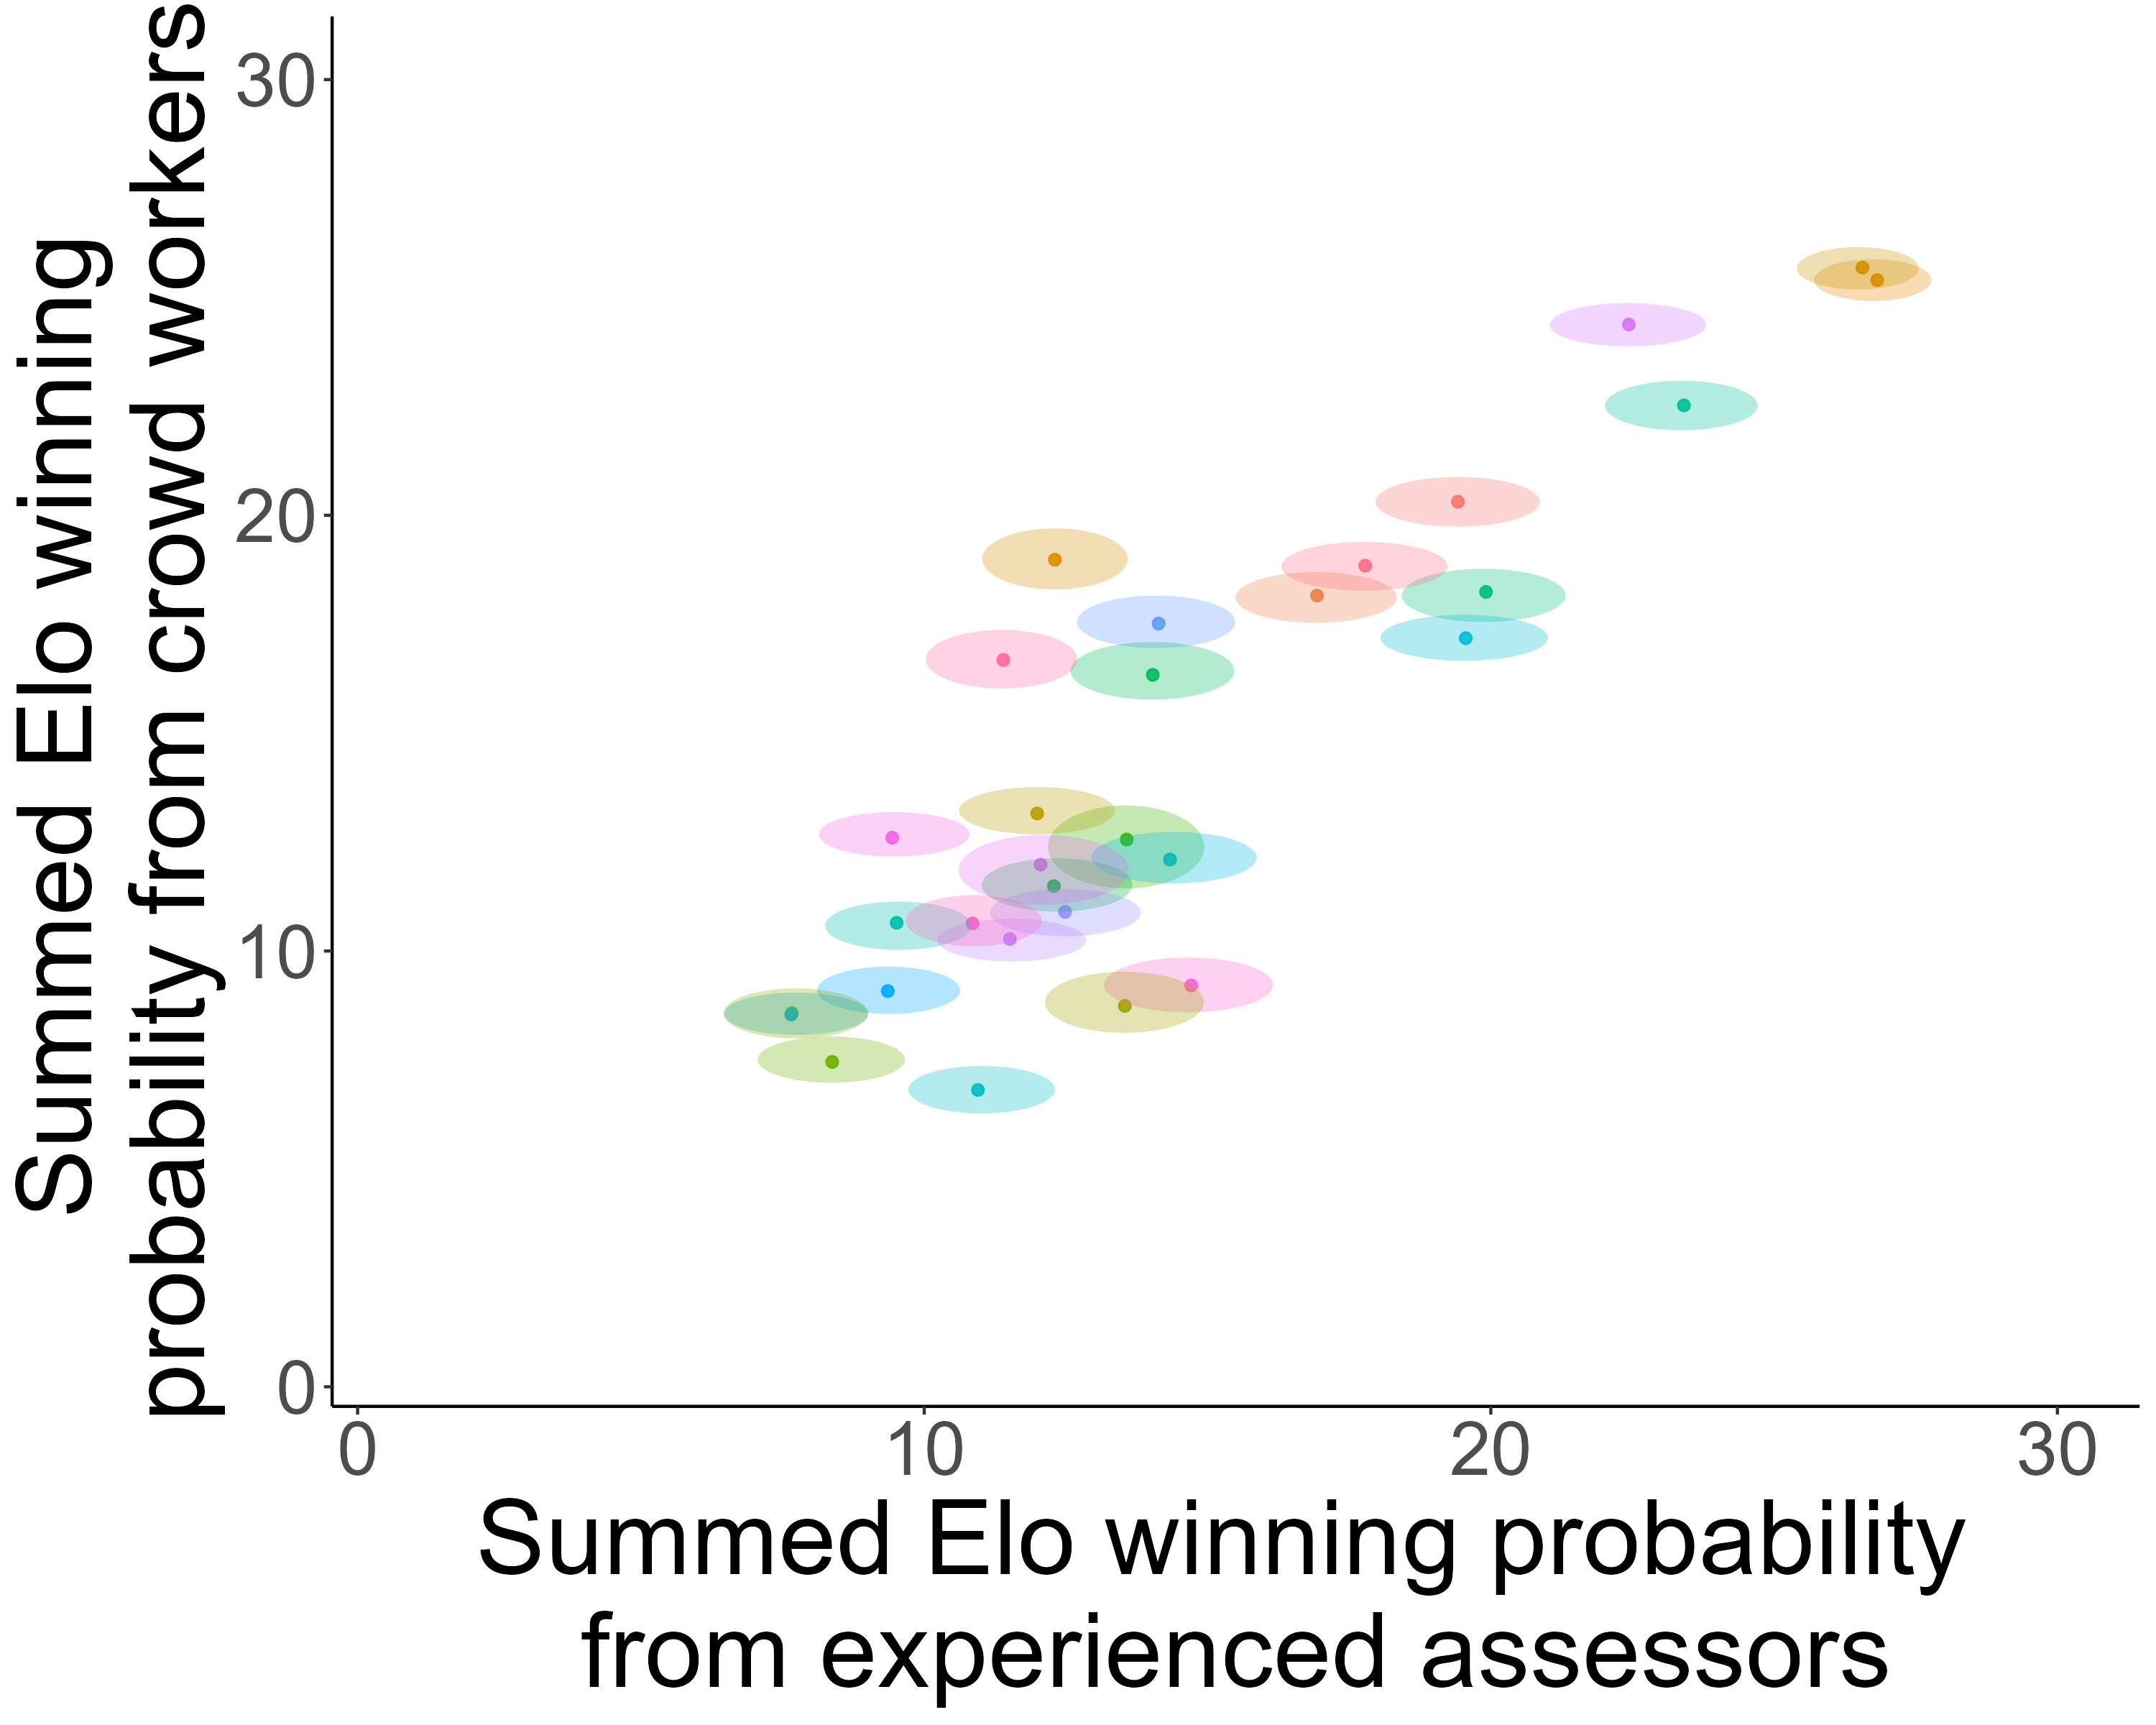 Summed Elo winning
probability from crowd workers
30
20
10
0
0 10 20 30
Summed Elo winning probability
from experienced assessors